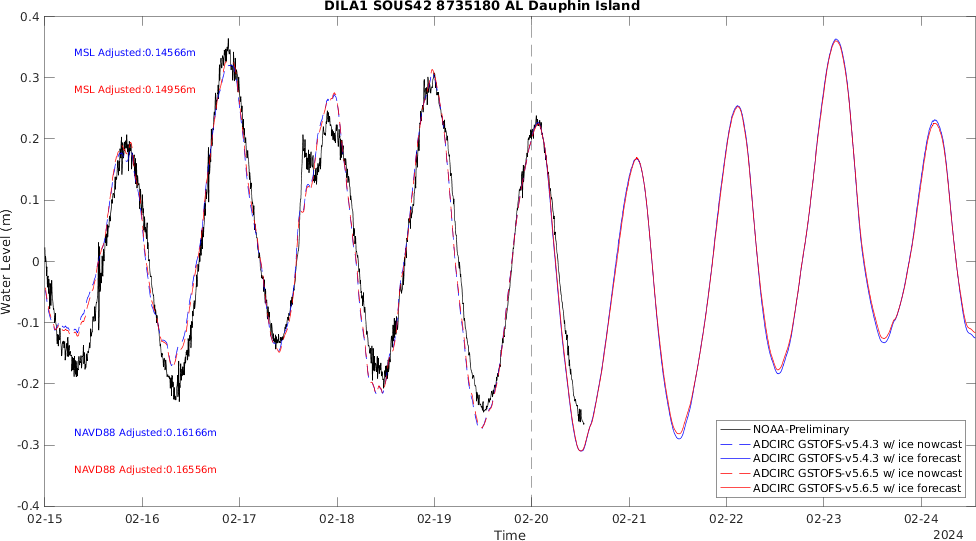 DILA1 SOUS42 8735180 AL Dauphin Island
0.4
0.3
0.2
0.1
0
-0.1
-0.2
-0.3
-0.4
Water Level (m)
MSL Adjusted:0.14566m
MSL Adjusted:0.14956m
NAVD88 Adjusted:0.16166m
NAVD88 Adjusted:0.16556m
NOAA-Preliminary
ADCIRC GSTOFS-v5.4.3 w/ ice nowcast
ADCIRC GSTOFS-v5.4.3 w/ ice forecast
ADCIRC GSTOFS-v5.6.5 w/ ice nowcast
ADCIRC GSTOFS-v5.6.5 w/ ice forecast
02-15 02-16 02-17 02-18 02-19 02-20 02-21 02-22 02-23 02-24
Time
2024